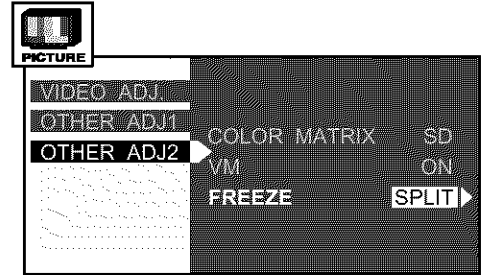 PICTURE
VIDEO ADJ.
OTHER ADJ1
OTHER ADJ2
COLOR MATRIX SD
VM ON
FREEZE SPLIT